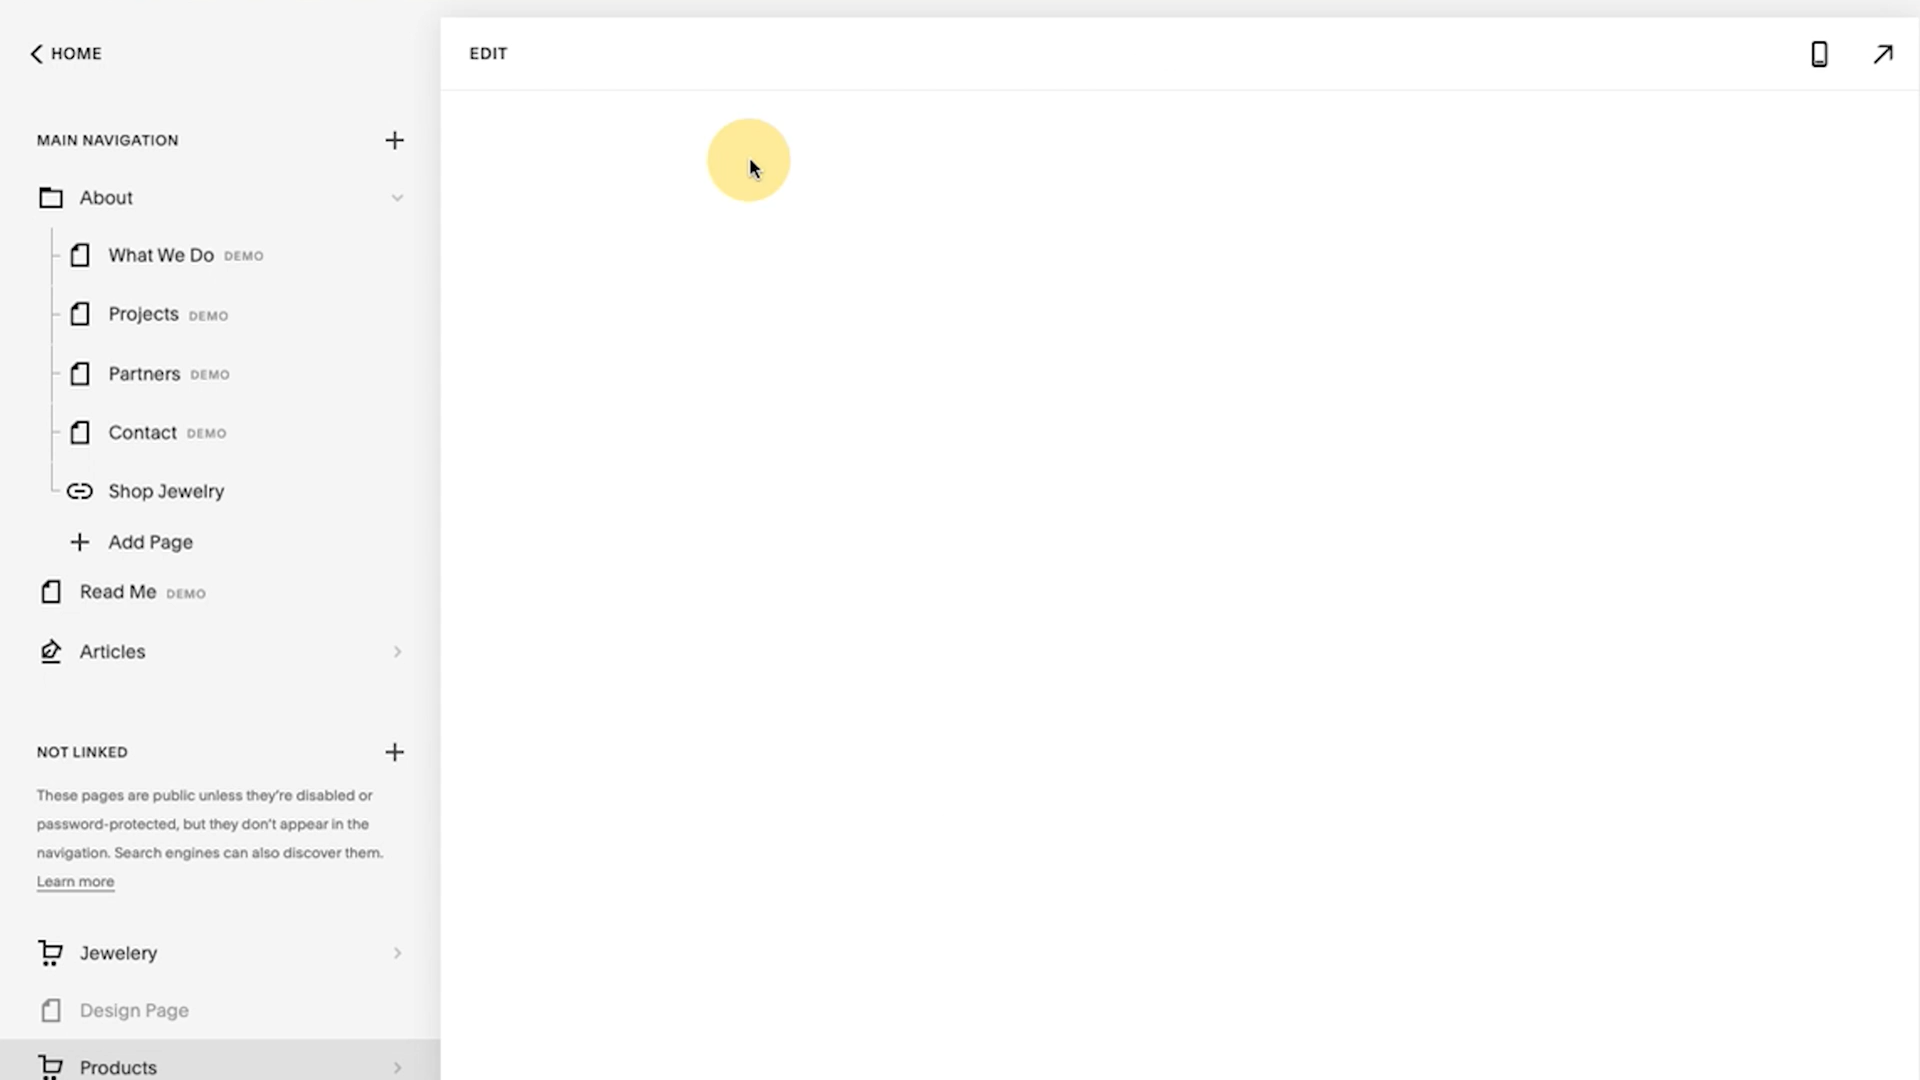 HOME
EDIT
MAIN NAVIGATION
About
What We Do DEMO
Projects DEMO
Partners DEMO
Contact DEMO
Shop Jewelry
Add Page
Read Me DEMO
Articles
NOT LINKED
These pages are public unless they're disabled or
password-protected, but they don't appear in the
navigation. Search engines can also discover them.
Learn more
Jewelery
Design Page
Products